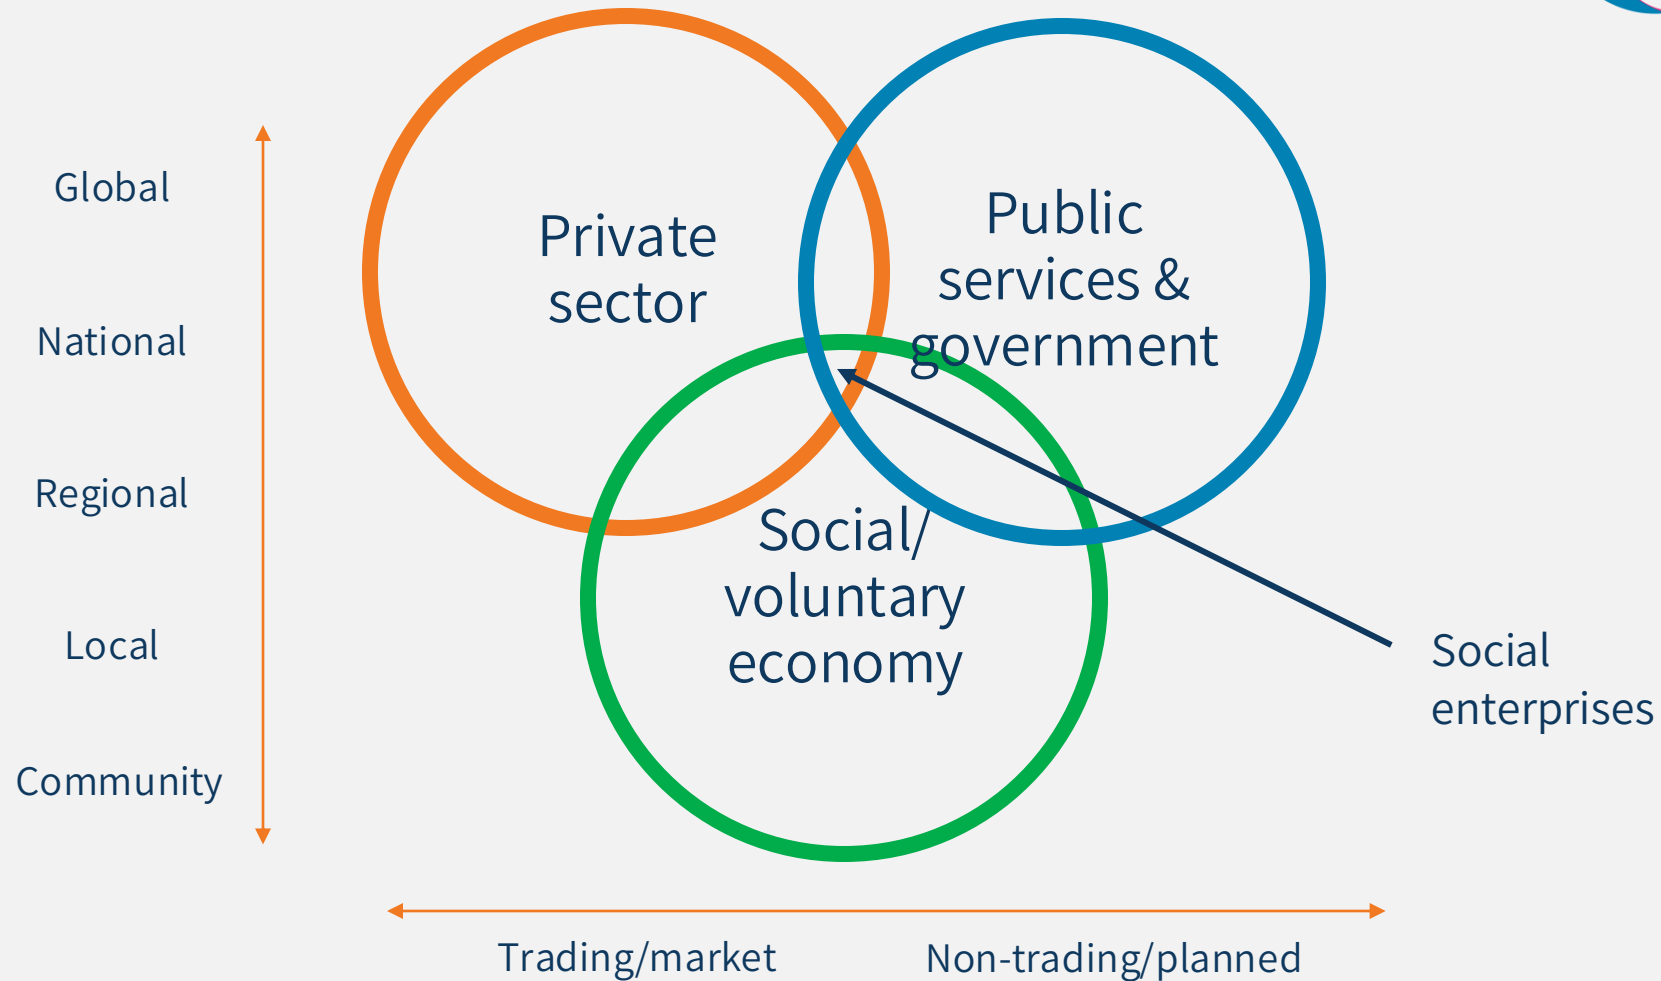 Global
National
Regional
Local
Community
Private
sector
Public
services &
government
Social/
voluntary
economy
Social
enterprises
Trading/market
Non-trading/planned